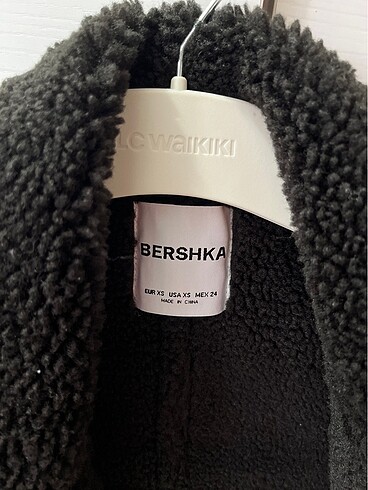 LC WAIKIKI
BERSHKA
EUR XS USA XS MEX 24
MADE IN CHINA